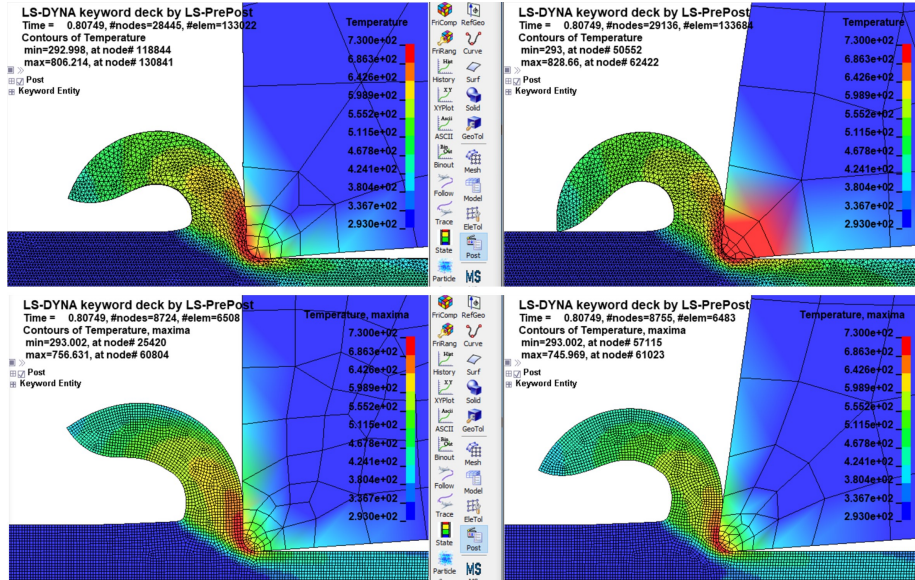 LS-DYNA keyword deck by LS-PrePost
Time = 0.80749, #nodes=28445, #elem=133022
Contours of Temperature
min=292.998, at node# 118844
max=806.214, at node# 130841
Post
Keyword Entity
Temperature
7.300e+02
6.863e+02
6.426e+02
5.989e+02
5.552e+02
5.115e+02
4.678e+02
4.241e+02
3.804e+02
3.367e+02
2.930e+02
FriComp RefGeo
FriRang Curve
History Surf
XYPlot Solid
ASCII GeoTol
Binout Mesh
Follow Model
Trace EleTol
State Post
Particle MS
LS-DYNA keyword deck by LS-PrePost
Time = 0.80749, #nodes=29136, #elem=133684
Contours of Temperature
min=293, at node# 50552
max=828.66, at node# 62422
Post
Keyword Entity
Temperature
7.300e+02
6.863e+02
6.426e+02
5.989e+02
5.552e+02
5.115e+02
4.678e+02
4.241e+02
3.804e+02
3.367e+02
2.930e+02
LS-DYNA keyword deck by LS-PrePost
Time = 0.80749, #nodes=8724, #elem=6508
Contours of Temperature, maxima
min=293.002, at node# 25420
max=756.631, at node# 60804
Post
Keyword Entity
Temperature, maxima
7.300e+02
6.863e+02
6.426e+02
5.989e+02
5.552e+02
5.115e+02
4.678e+02
4.241e+02
3.804e+02
3.367e+02
2.930e+02
FriComp RefGeo
FriRang Curve
History Surf
XYPlot Solid
ASCII GeoTol
Binout Mesh
Follow Model
Trace EleTol
State Post
Particle MS
LS-DYNA keyword deck by LS-PrePost
Time = 0.80749, #nodes=8755, #elem=6483
Contours of Temperature, maxima
min=293.002, at node# 57115
max=745.969, at node# 61023
Post
Keyword Entity
Temperature, maxima
7.300e+02
6.863e+02
6.426e+02
5.989e+02
5.552e+02
5.115e+02
4.678e+02
4.241e+02
3.804e+02
3.367e+02
2.930e+02